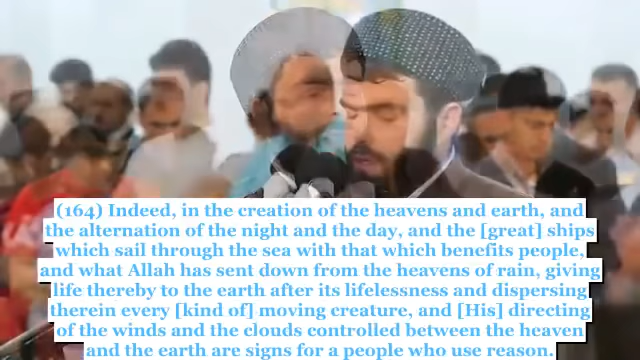 (164) Indeed, in the creation of the heavens and earth, and
the alternation of the night and the day, and the [great] ships
which sail through the sea with that which benefits people,
and what Allah has sent down from the heavens of rain, giving
life thereby to the earth after its lifelessness and dispersing
therein every [kind of] moving creature, and [His] directing
of the winds and the clouds controlled between the heaven
and the earth are signs for a people who use reason.